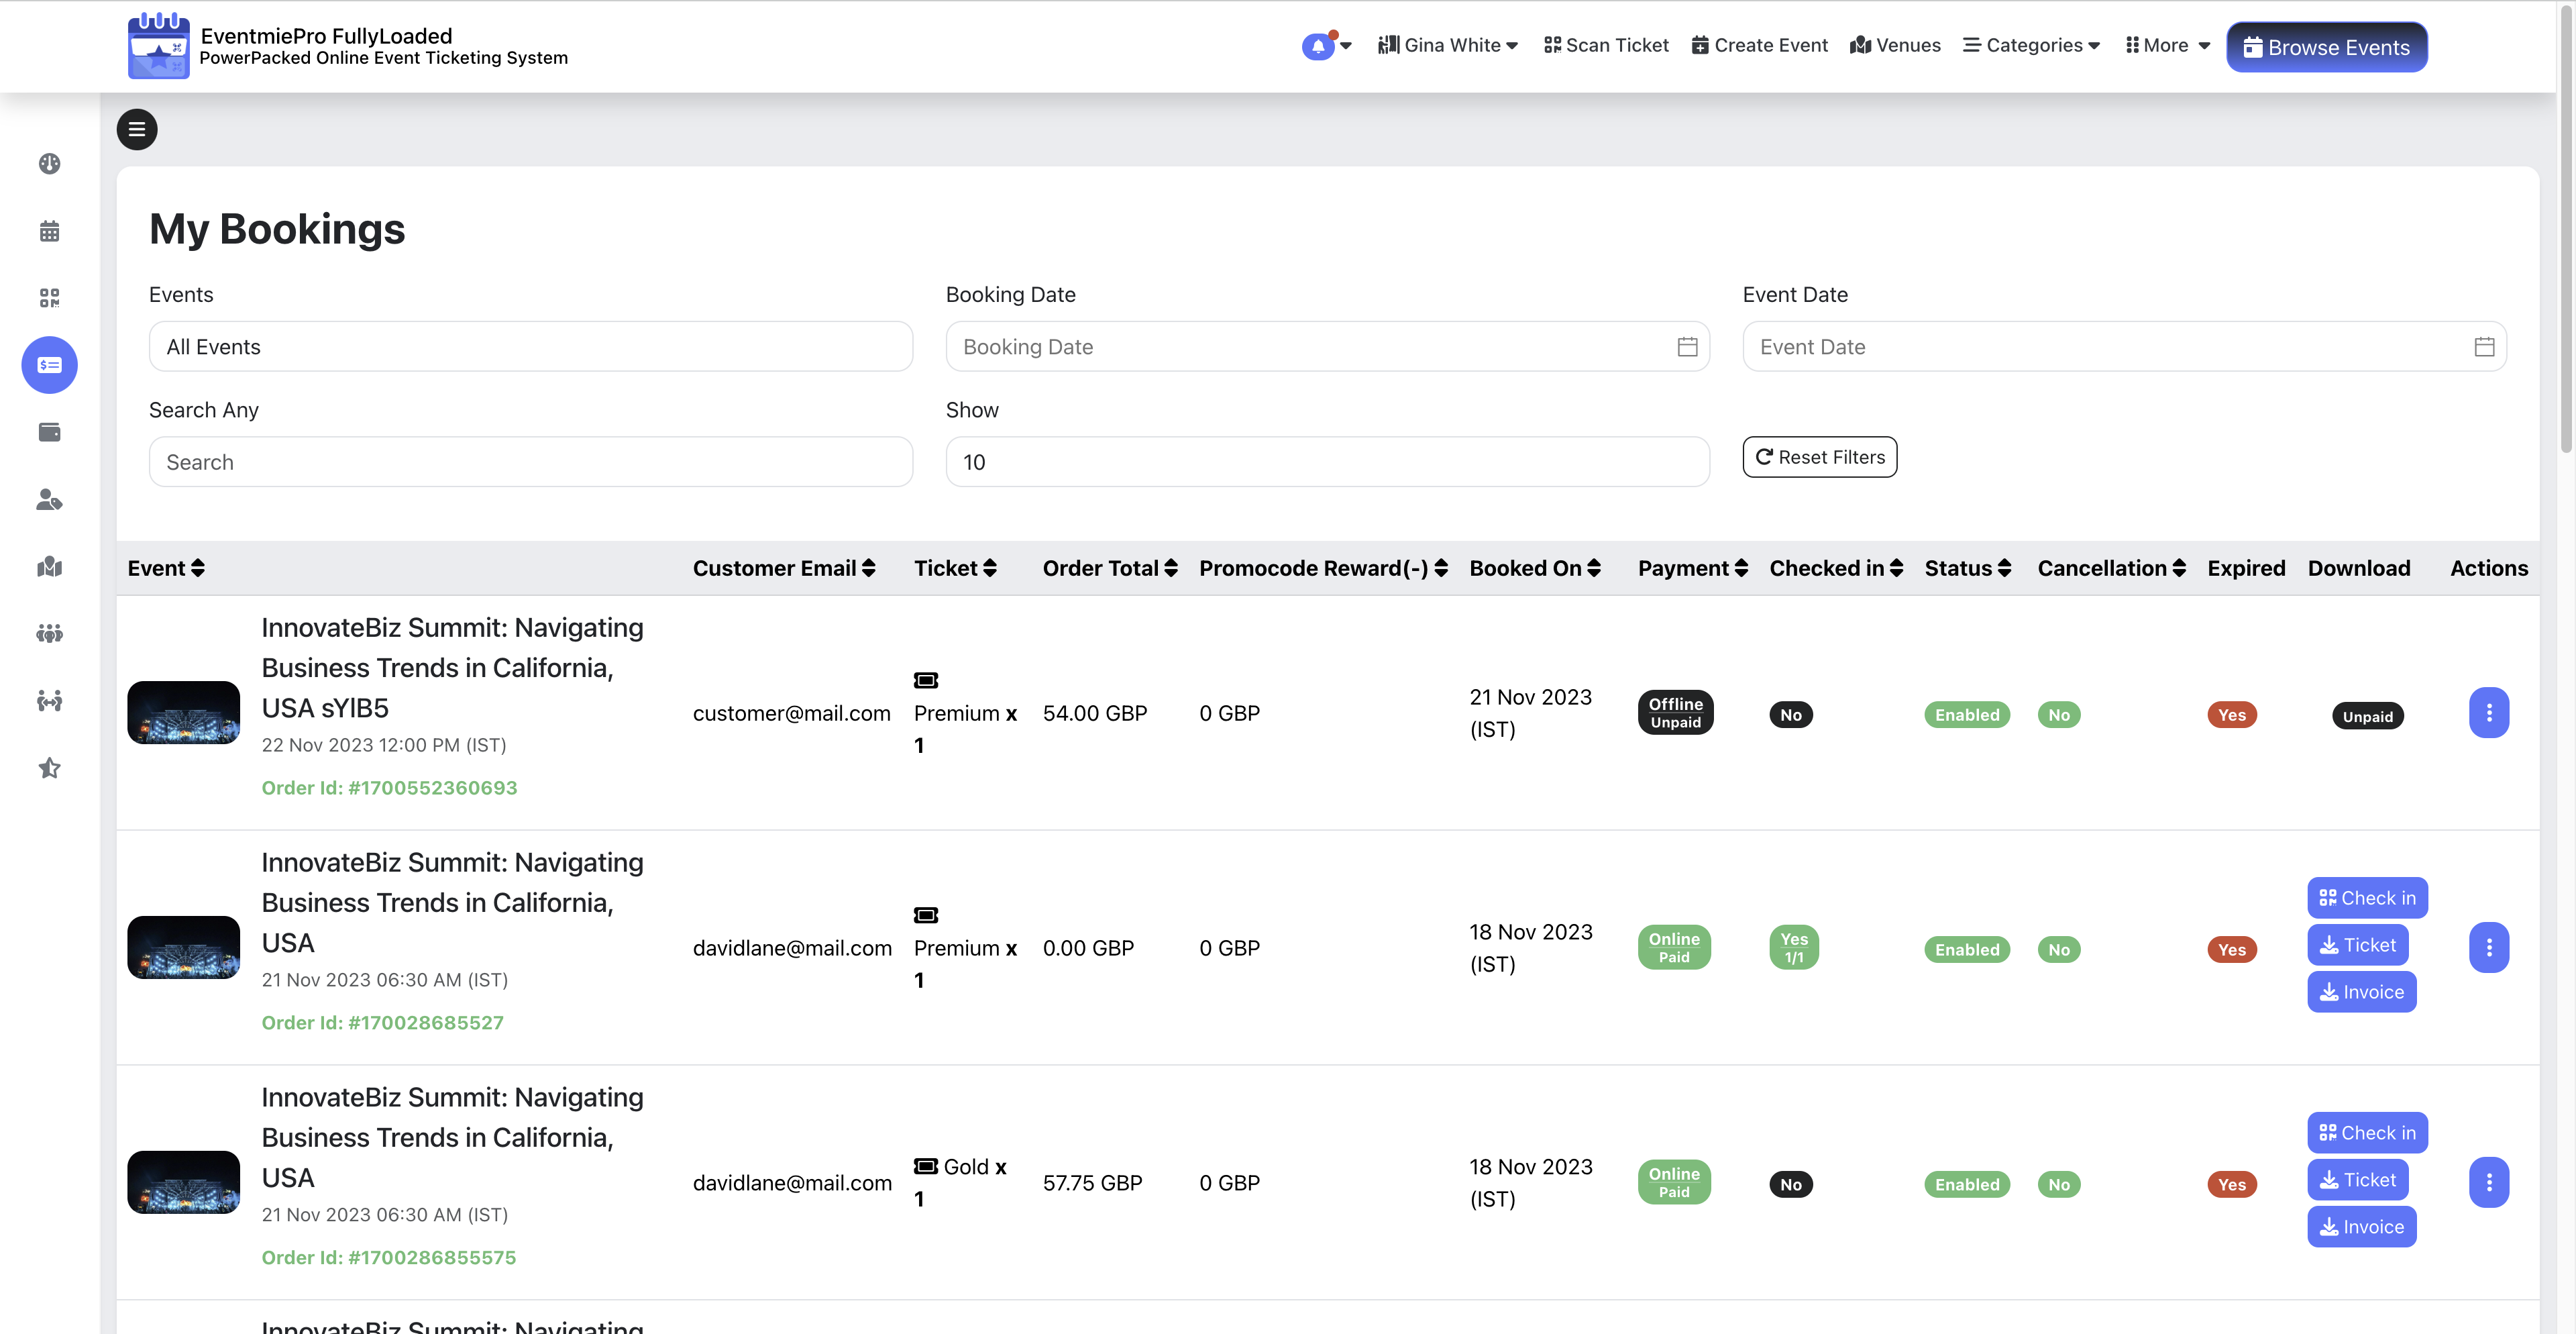 EventmiePro FullyLoaded
PowerPacked Online Event Ticketing System
Gina White
Scan Ticket
Create Event
Venues
Categories
More
Browse Events
My Bookings
Events
Booking Date
Event Date
All Events
Booking Date
Event Date
Search Any
Show
Search
10
Reset Filters
Event
Customer Email
Ticket
Order Total
Promocode Reward(-)
Booked On
Payment
Checked in
Status
Cancellation
Expired
Download
Actions
InnovateBiz Summit: Navigating
Business Trends in California,
USA sYlB5
22 Nov 2023 12:00 PM (IST)
Order Id: #1700552360693
customer@mail.com
Premium x
1
54.00 GBP
0 GBP
21 Nov 2023
(IST)
Offline
Unpaid
No
Enabled
No
Yes
Unpaid
InnovateBiz Summit: Navigating
Business Trends in California,
USA
21 Nov 2023 06:30 AM (IST)
Order Id: #170028685527
davidlane@mail.com
Premium x
1
0.00 GBP
0 GBP
18 Nov 2023
(IST)
Online
Paid
Yes
1/1
Enabled
No
Yes
Check in
Ticket
Invoice
InnovateBiz Summit: Navigating
Business Trends in California,
USA
21 Nov 2023 06:30 AM (IST)
Order Id: #1700286855575
davidlane@mail.com
Gold x
1
57.75 GBP
0 GBP
18 Nov 2023
(IST)
Online
Paid
No
Enabled
No
Yes
Check in
Ticket
Invoice
InnovateBiz Summit: Navigating